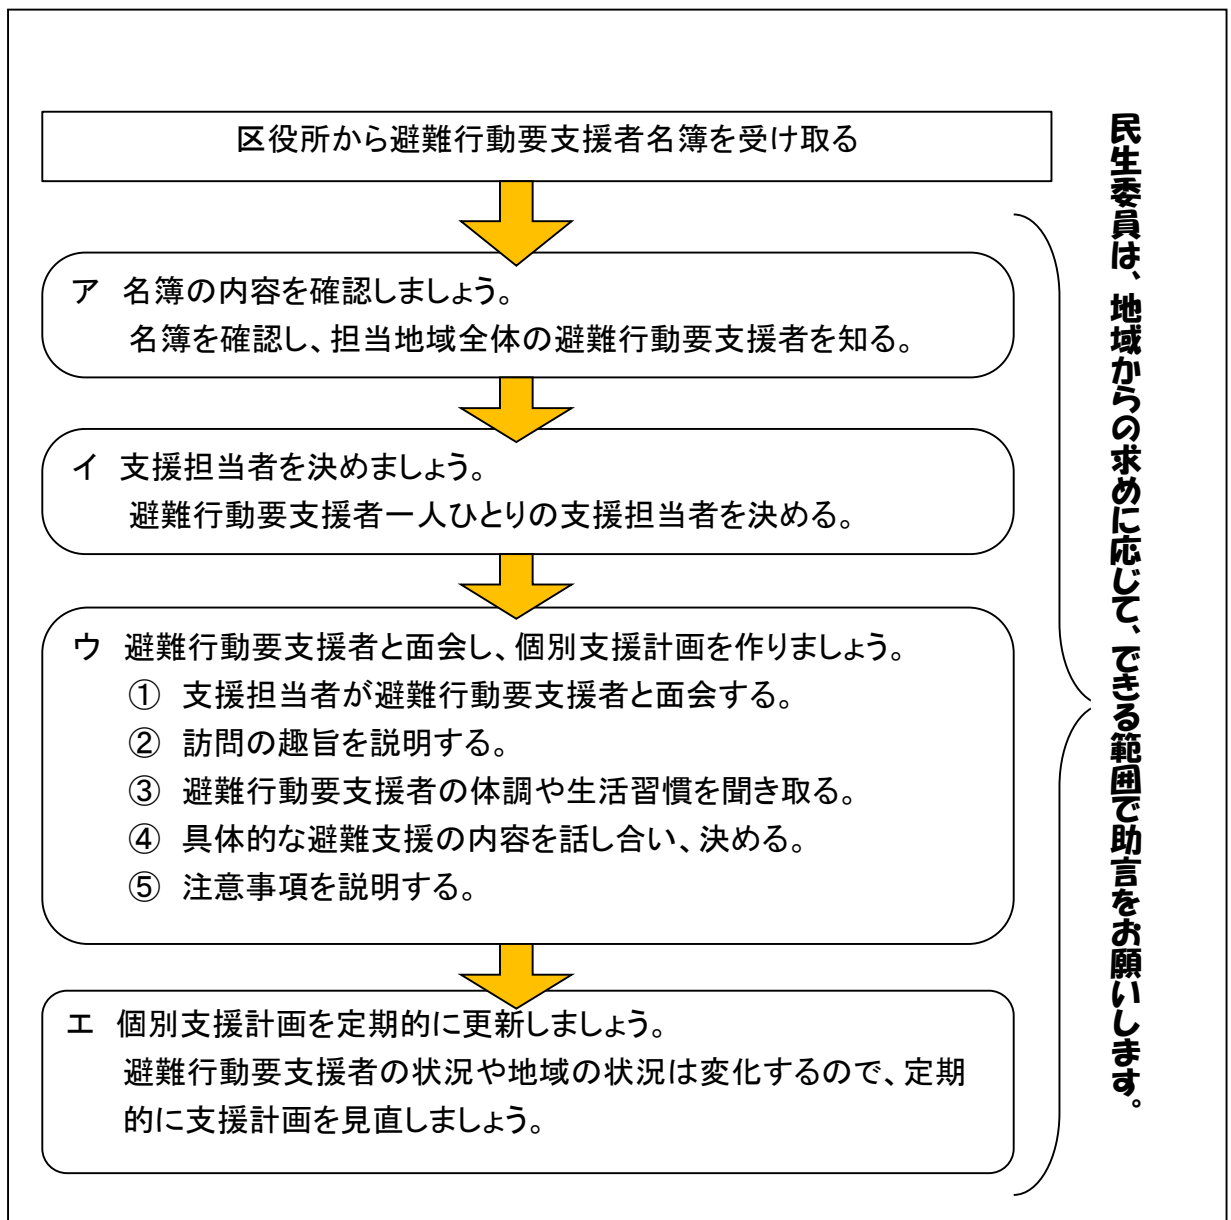 区役所から避難行動要支援者名簿を受け取る
ア 名簿の内容を確認しましょう。
名簿を確認し、担当地域全体の避難行動要支援者を知る。
イ 支援担当者を決めましょう。
避難行動要支援者一人ひとりの支援担当者を決める。
ウ 避難行動要支援者と面会し、個別支援計画を作りましょう。
① 支援担当者が避難行動要支援者と面会する。
② 訪問の趣旨を説明する。
③ 避難行動要支援者の体調や生活習慣を聞き取る。
④ 具体的な避難支援の内容を話し合い、決める。
⑤ 注意事項を説明する。
エ 個別支援計画を定期的に更新しましょう。
避難行動要支援者の状況や地域の状況は変化するので、定期
的に支援計画を見直しましょう。
民生委員は、地域からの求めに応じて、できる範囲で助言をお願いします。